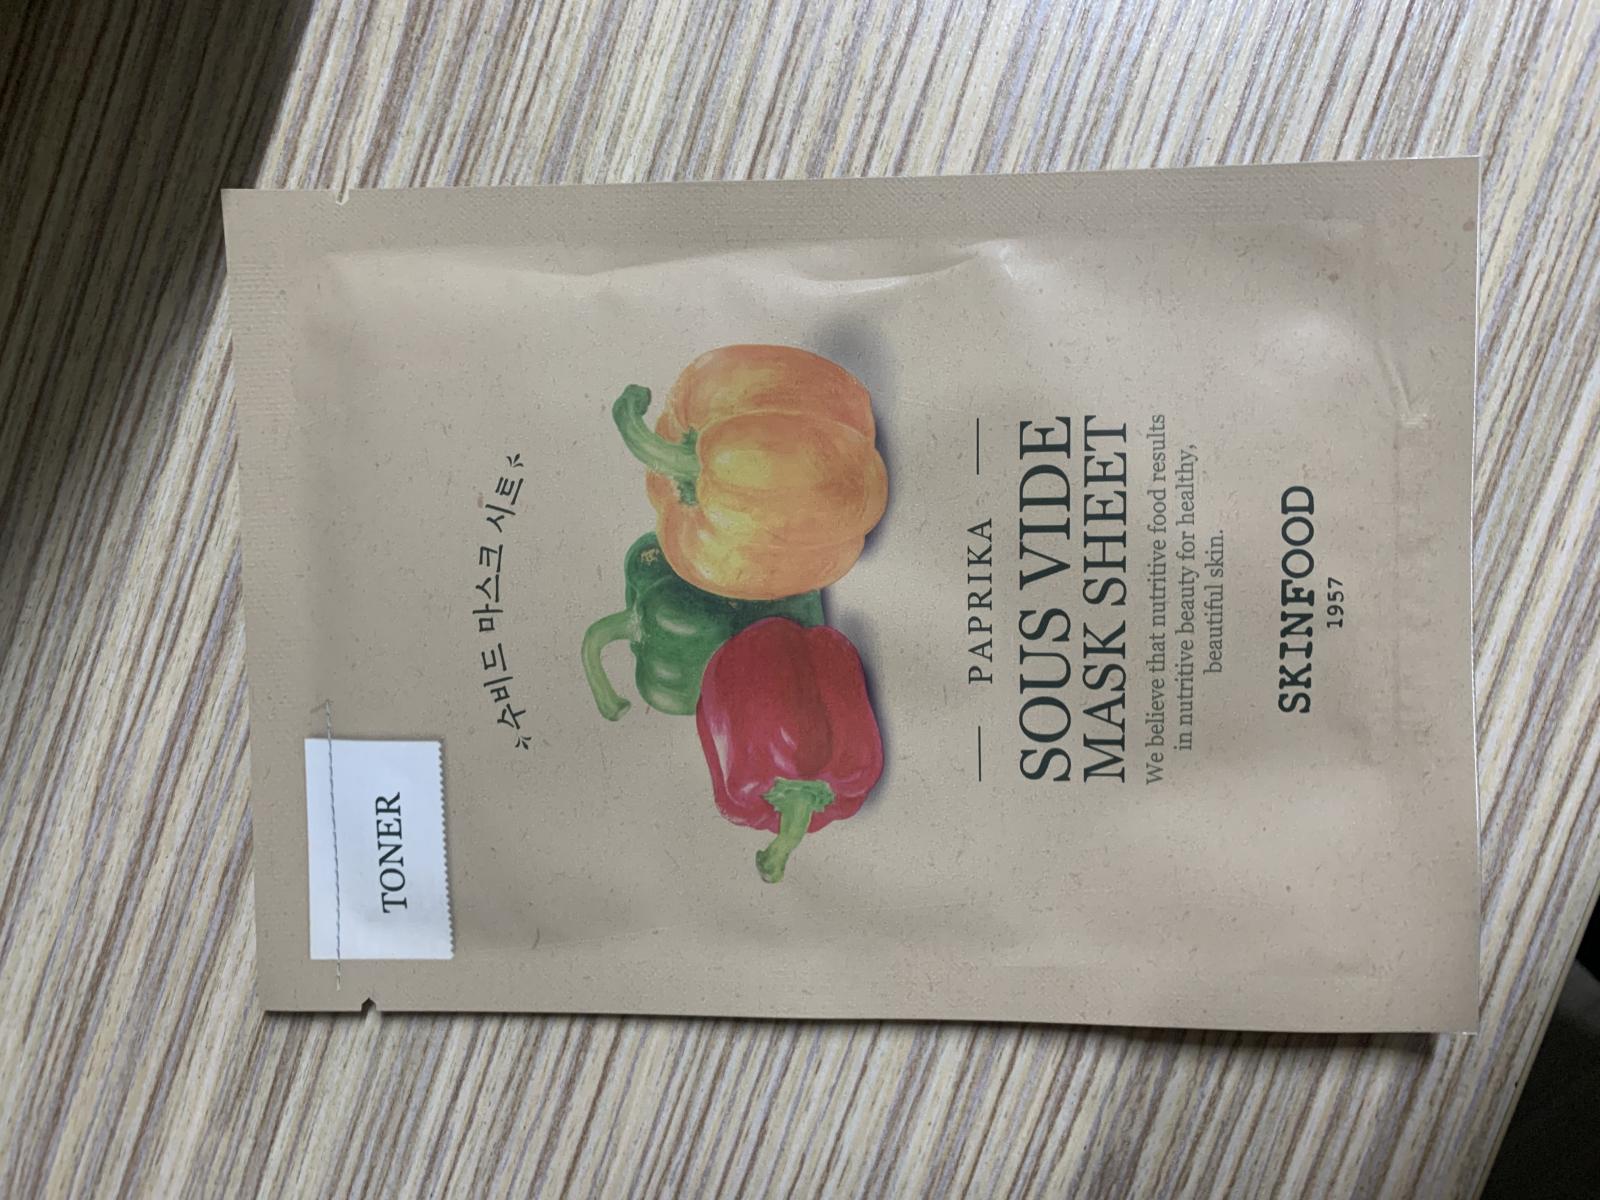 TONER
수비드 마스크 시트
PAPRIKA
SOUS VIDE
MASK SHEET
We believe that nutritive food results
in nutritive beauty for healthy,
beautiful skin.
SKINFOOD
1957